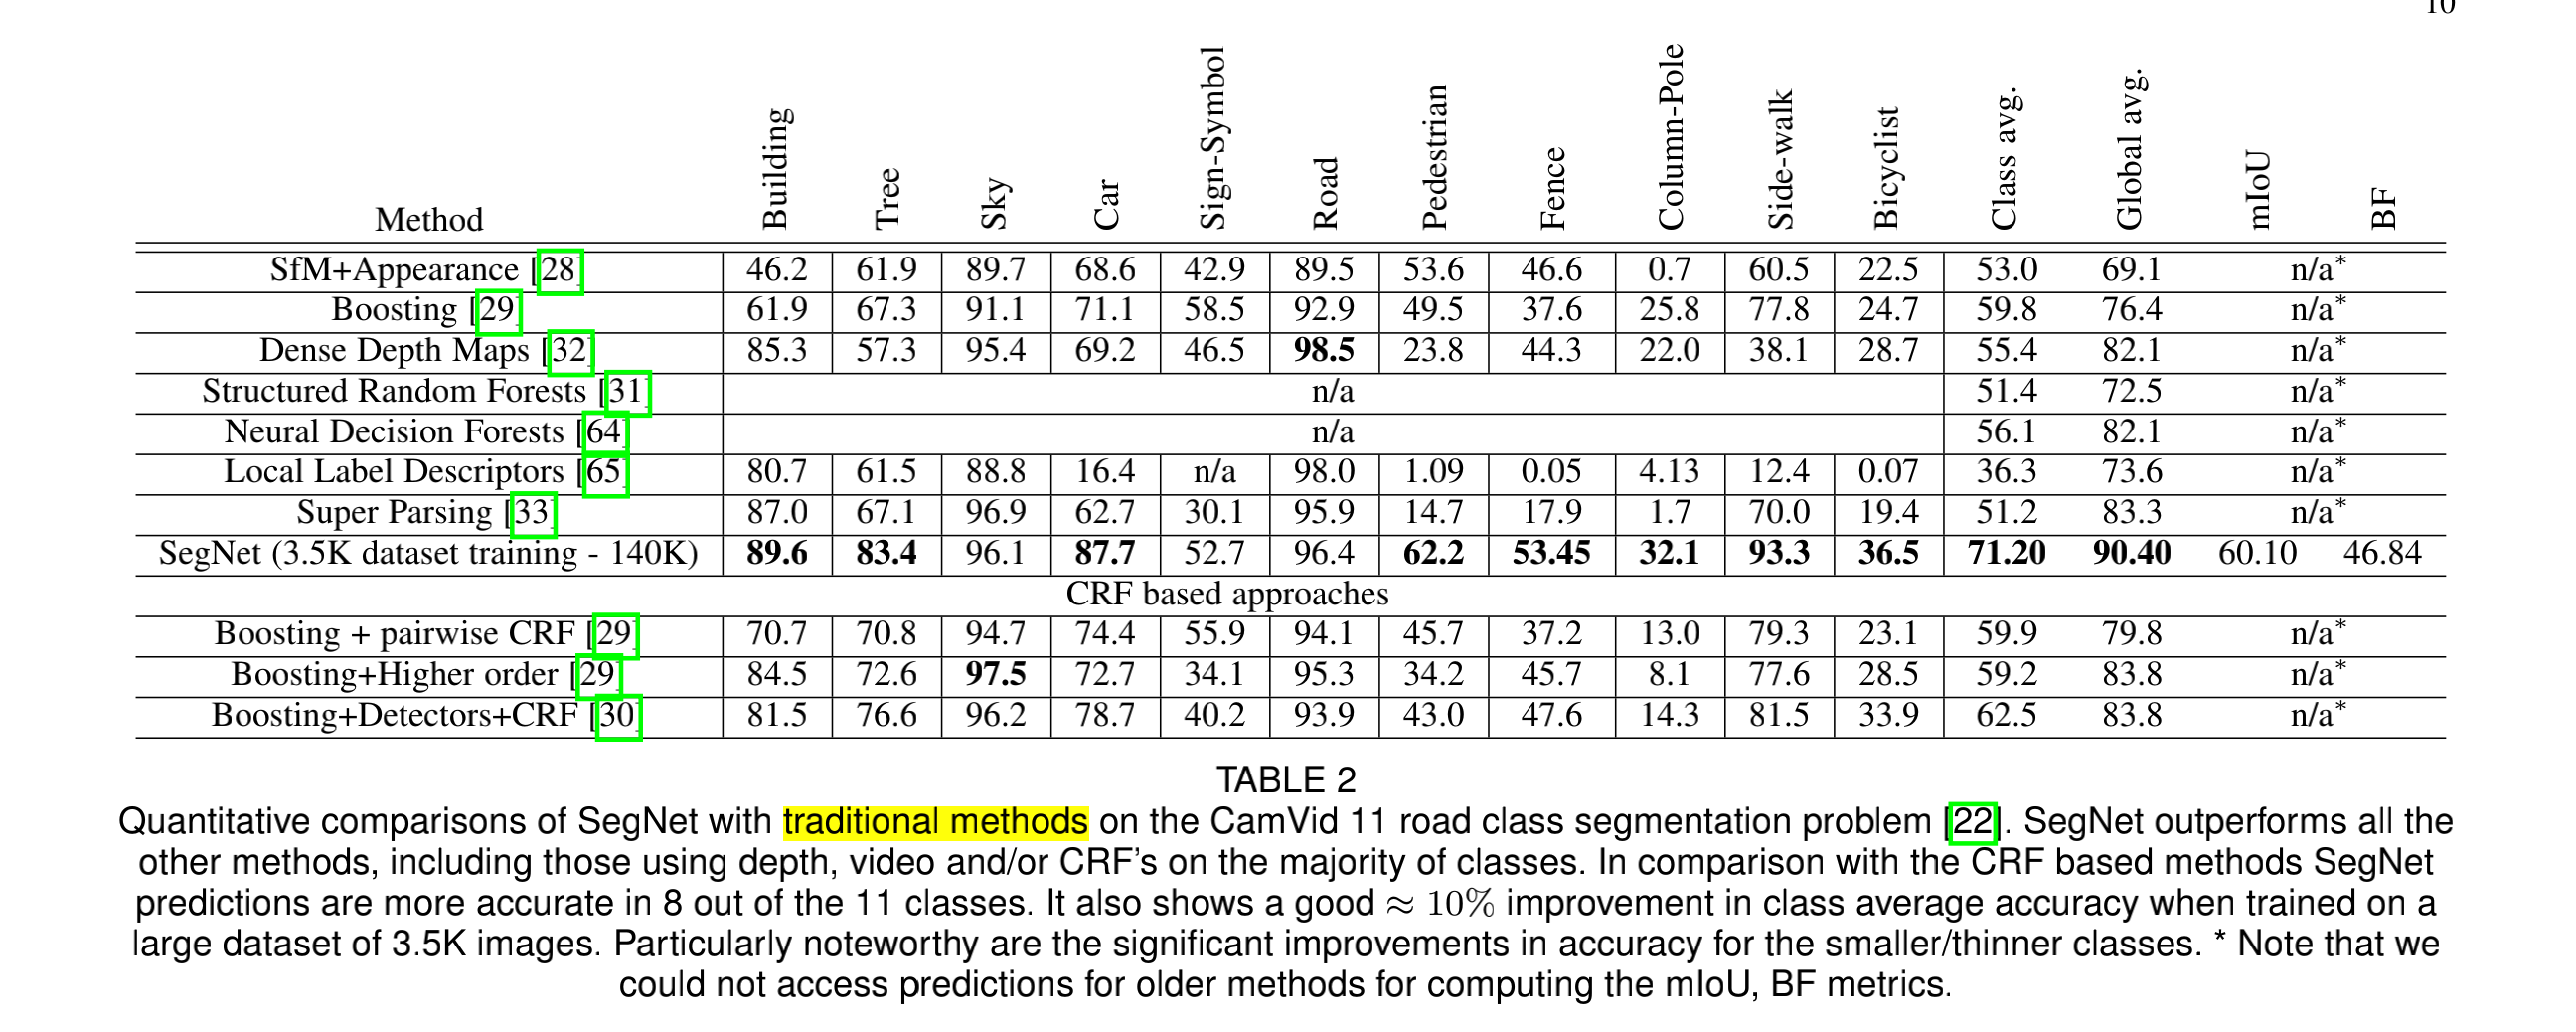 10
Method Building Tree Sky Car Sign-Symbol Road Pedestrian Fence Column-Pole Side-walk Bicyclist Class avg. Global avg. mIoU BF
SfM+Appearance [28] 46.2 61.9 89.7 68.6 42.9 89.5 53.6 46.6 0.7 60.5 22.5 53.0 69.1 n/a*
Boosting [29] 61.9 67.3 91.1 71.1 58.5 92.9 49.5 37.6 25.8 77.8 24.7 59.8 76.4 n/a*
Dense Depth Maps [32] 85.3 57.3 95.4 69.2 46.5 98.5 23.8 44.3 22.0 38.1 28.7 55.4 82.1 n/a*
Structured Random Forests [31] n/a 51.4 72.5 n/a*
Neural Decision Forests [64] n/a 56.1 82.1 n/a*
Local Label Descriptors [65] 80.7 61.5 88.8 16.4 n/a 98.0 1.09 0.05 4.13 12.4 0.07 36.3 73.6 n/a*
Super Parsing [33] 87.0 67.1 96.9 62.7 30.1 95.9 14.7 17.9 1.7 70.0 19.4 51.2 83.3 n/a*
SegNet (3.5K dataset training - 140K) 89.6 83.4 96.1 87.7 52.7 96.4 62.2 53.45 32.1 93.3 36.5 71.20 90.40 60.10 46.84
CRF based approaches
Boosting + pairwise CRF [29] 70.7 70.8 94.7 74.4 55.9 94.1 45.7 37.2 13.0 79.3 23.1 59.9 79.8 n/a*
Boosting+Higher order [29] 84.5 72.6 97.5 72.7 34.1 95.3 34.2 45.7 8.1 77.6 28.5 59.2 83.8 n/a*
Boosting+Detectors+CRF [30] 81.5 76.6 96.2 78.7 40.2 93.9 43.0 47.6 14.3 81.5 33.9 62.5 83.8 n/a*
TABLE 2
Quantitative comparisons of SegNet with traditional methods on the CamVid 11 road class segmentation problem [22]. SegNet outperforms all the
other methods, including those using depth, video and/or CRF's on the majority of classes. In comparison with the CRF based methods SegNet
predictions are more accurate in 8 out of the 11 classes. It also shows a good ≈ 10% improvement in class average accuracy when trained on a
large dataset of 3.5K images. Particularly noteworthy are the significant improvements in accuracy for the smaller/thinner classes. * Note that we
could not access predictions for older methods for computing the mIoU, BF metrics.